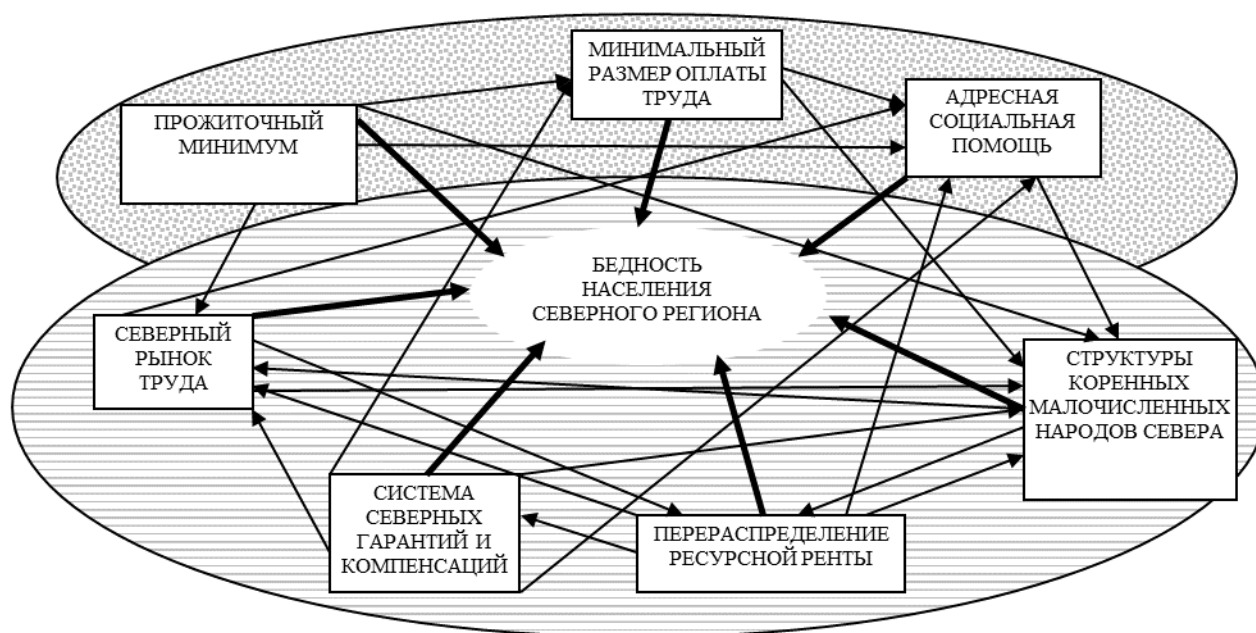 МИНИМАЛЬНЫЙ
РАЗМЕР ОПЛАТЫ
ТРУДА
АДРЕСНАЯ
СОЦИАЛЬНАЯ
ПОМОЩЬ
ПРОЖИТОЧНЫЙ
МИНИМУМ
БЕДНОСТЬ
НАСЕЛЕНИЯ
СЕВЕРНОГО РЕГИОНА
СЕВЕРНЫЙ
РЫНОК
ТРУДА
СТРУКТУРЫ
КОРЕННЫХ
МАЛОЧИСЛЕННЫХ
НАРОДОВ СЕВЕРА
СИСТЕМА
СЕВЕРНЫХ
ГАРАНТИЙ И
КОМПЕНСАЦИЙ
ПЕРЕРАСПРЕДЕЛЕНИЕ
РЕСУРСНОЙ РЕНТЫ